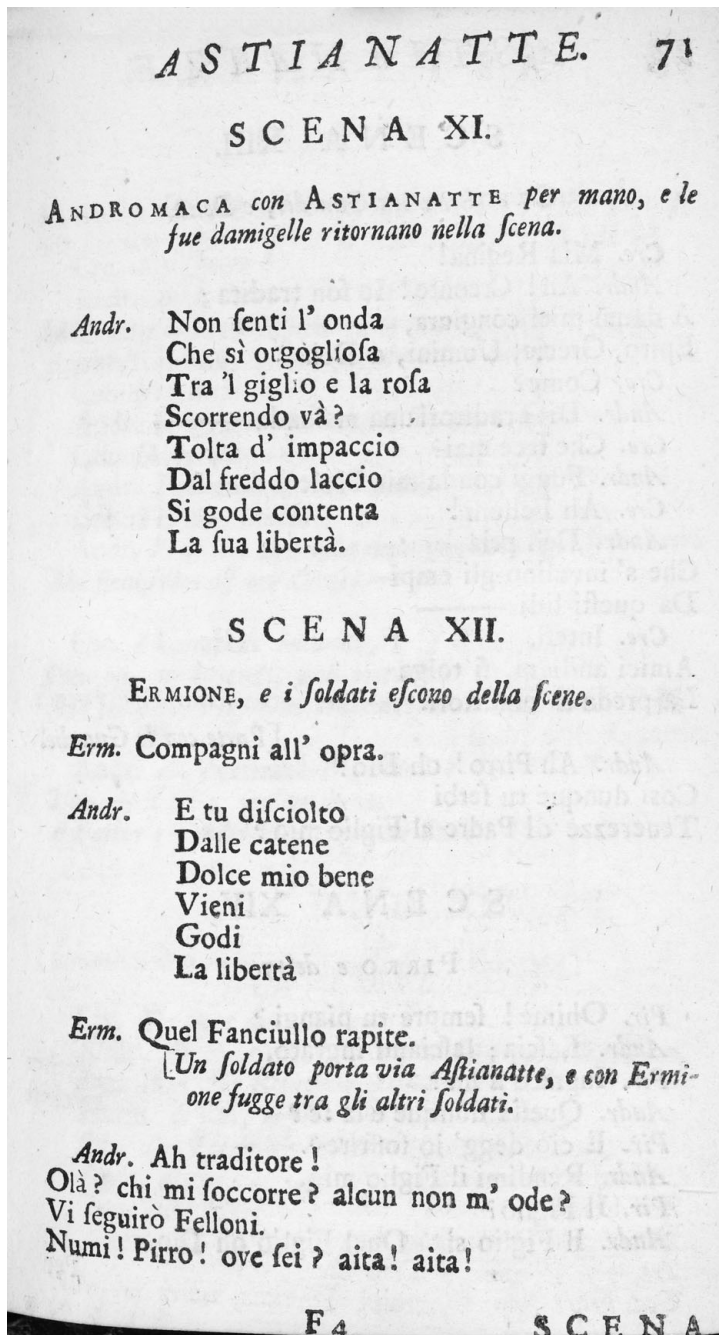 ASTIANATTE. 71
SCENA XI.
ANDROMACA con ASTIANATTE per mano, e le
ſue damigelle ritornano nella ſcena.
Andr. Non ſenti l' onda
Che sì orgoglioſa
Tra 'l giglio e la roſa
Scorrendo và?
Tolta d' impaccio
Dal freddo laccio
Si gode contenta
La ſua libertà.
SCENA XII.
ERMIONE, e i ſoldati eſcono della ſcene.
Erm. Compagni all' opra.
Andr. E tu diſciolto
Dalle catene
Dolce mio bene
Vieni
Godi
La libertà
Erm. Quel Fanciullo rapite.
[Un ſoldato porta via Aſtianatte, e con Ermi-
one fugge tra gli altri ſoldati.
Andr. Ah traditore!
Olà? chi mi ſoccorre? alcun non m, ode?
Vi ſeguirò Felloni.
Numi! Pirro! ove ſei? aita! aita!
F4 SCENA